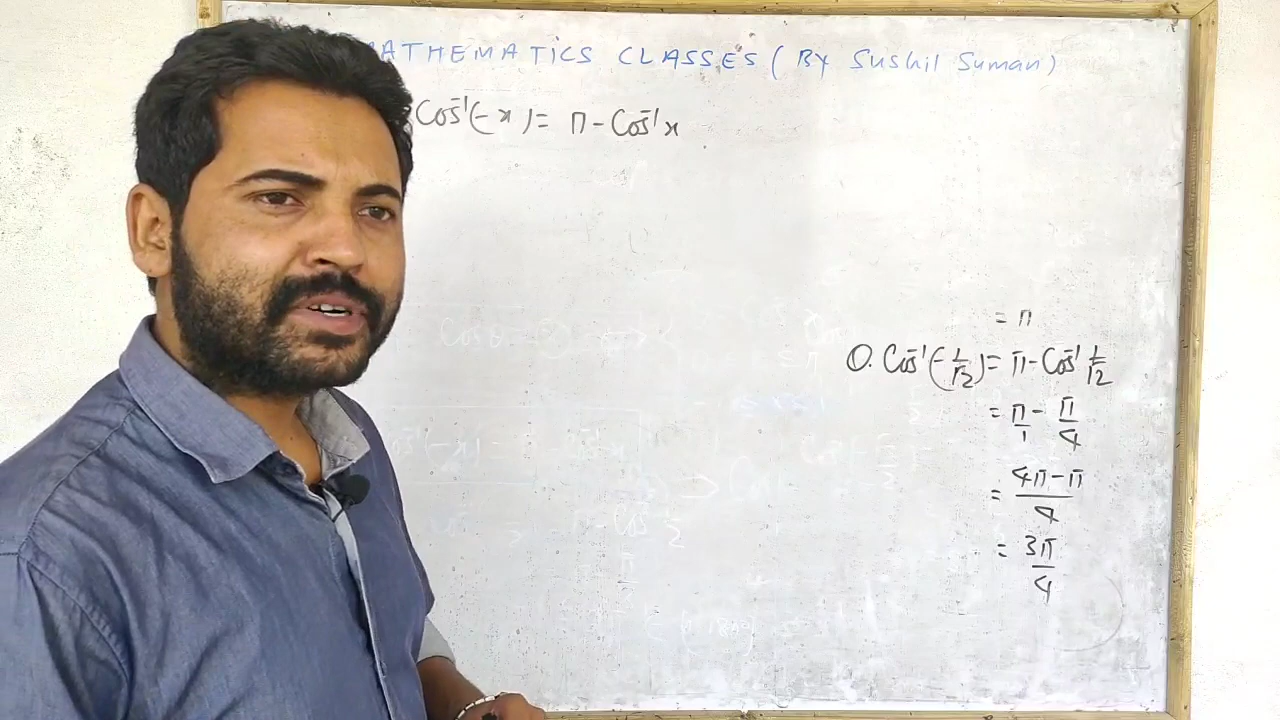 MATHEMATICS CLASSES ( By Sushil Suman )
Cos⁻¹(-x) = π - Cos⁻¹x
= π
Q. Cos⁻¹(-1/√2) = π - Cos⁻¹ 1/√2
= π/1 - π/4
= (4π - π)/4
= 3π/4